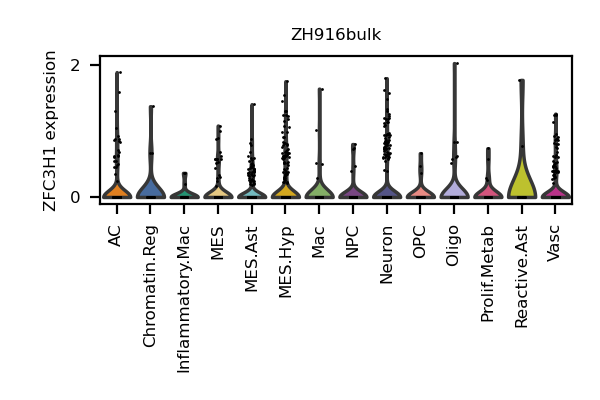 ZH916bulk
ZFC3H1 expression
2
0
AC
Chromatin.Reg
Inflammatory.Mac
MES
MES.Ast
MES.Hyp
Mac
NPC
Neuron
OPC
Oligo
Prolif.Metab
Reactive.Ast
Vasc